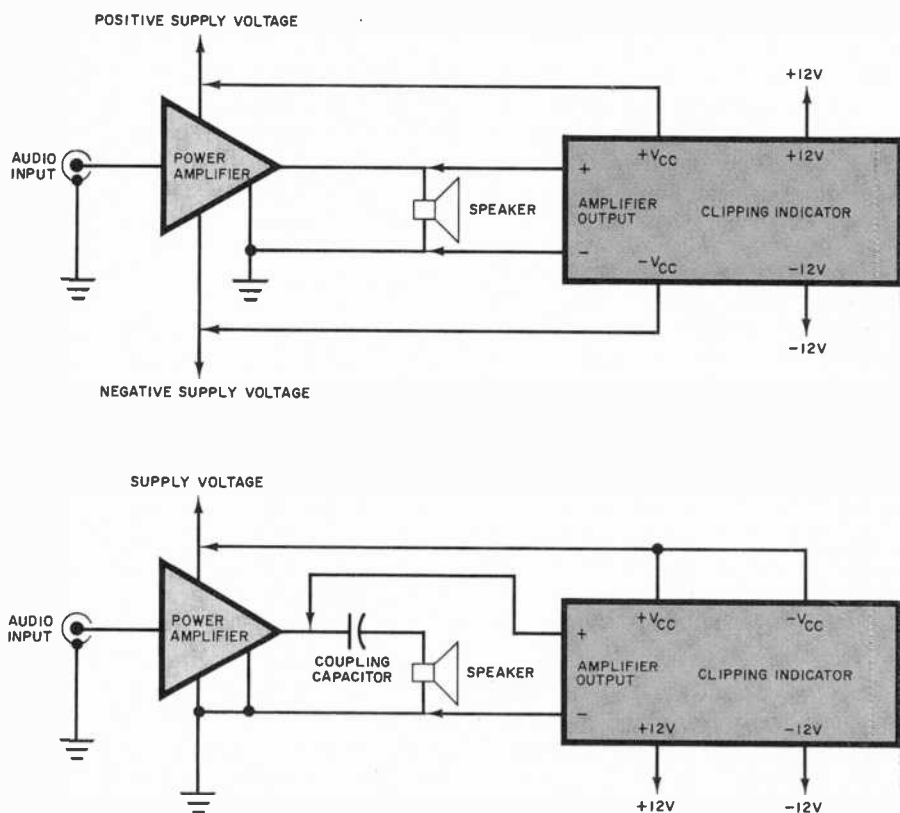 POSITIVE SUPPLY VOLTAGE
+12V
AUDIO
INPUT
POWER
AMPLIFIER
SPEAKER
+VCC
+12V
+
AMPLIFIER
OUTPUT
CLIPPING INDICATOR
−
−VCC
−12V
−12V
NEGATIVE SUPPLY VOLTAGE
SUPPLY VOLTAGE
AUDIO
INPUT
POWER
AMPLIFIER
COUPLING
CAPACITOR
SPEAKER
+VCC
−VCC
+
AMPLIFIER
OUTPUT
CLIPPING INDICATOR
−
+12V
−12V
+12V
−12V